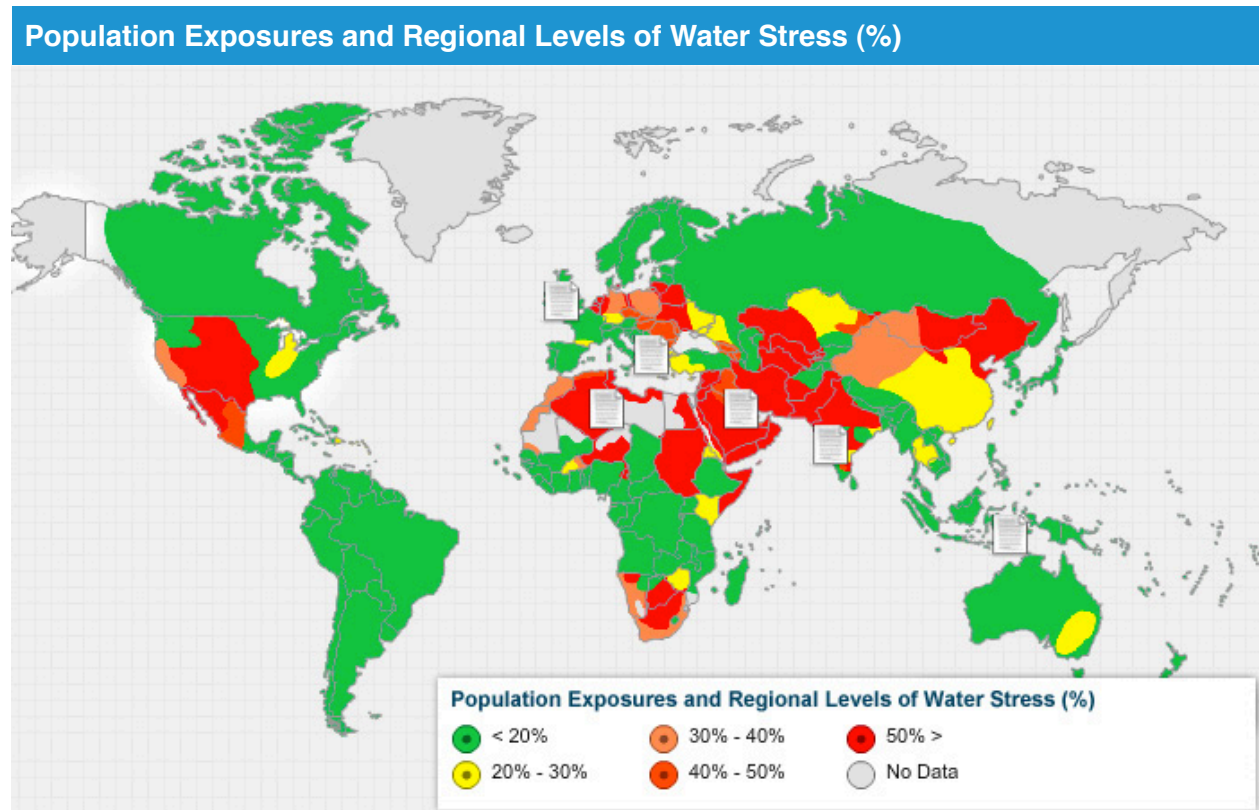 Population Exposures and Regional Levels of Water Stress (%)
Population Exposures and Regional Levels of Water Stress (%)
< 20%
30% - 40%
50% >
20% - 30%
40% - 50%
No Data